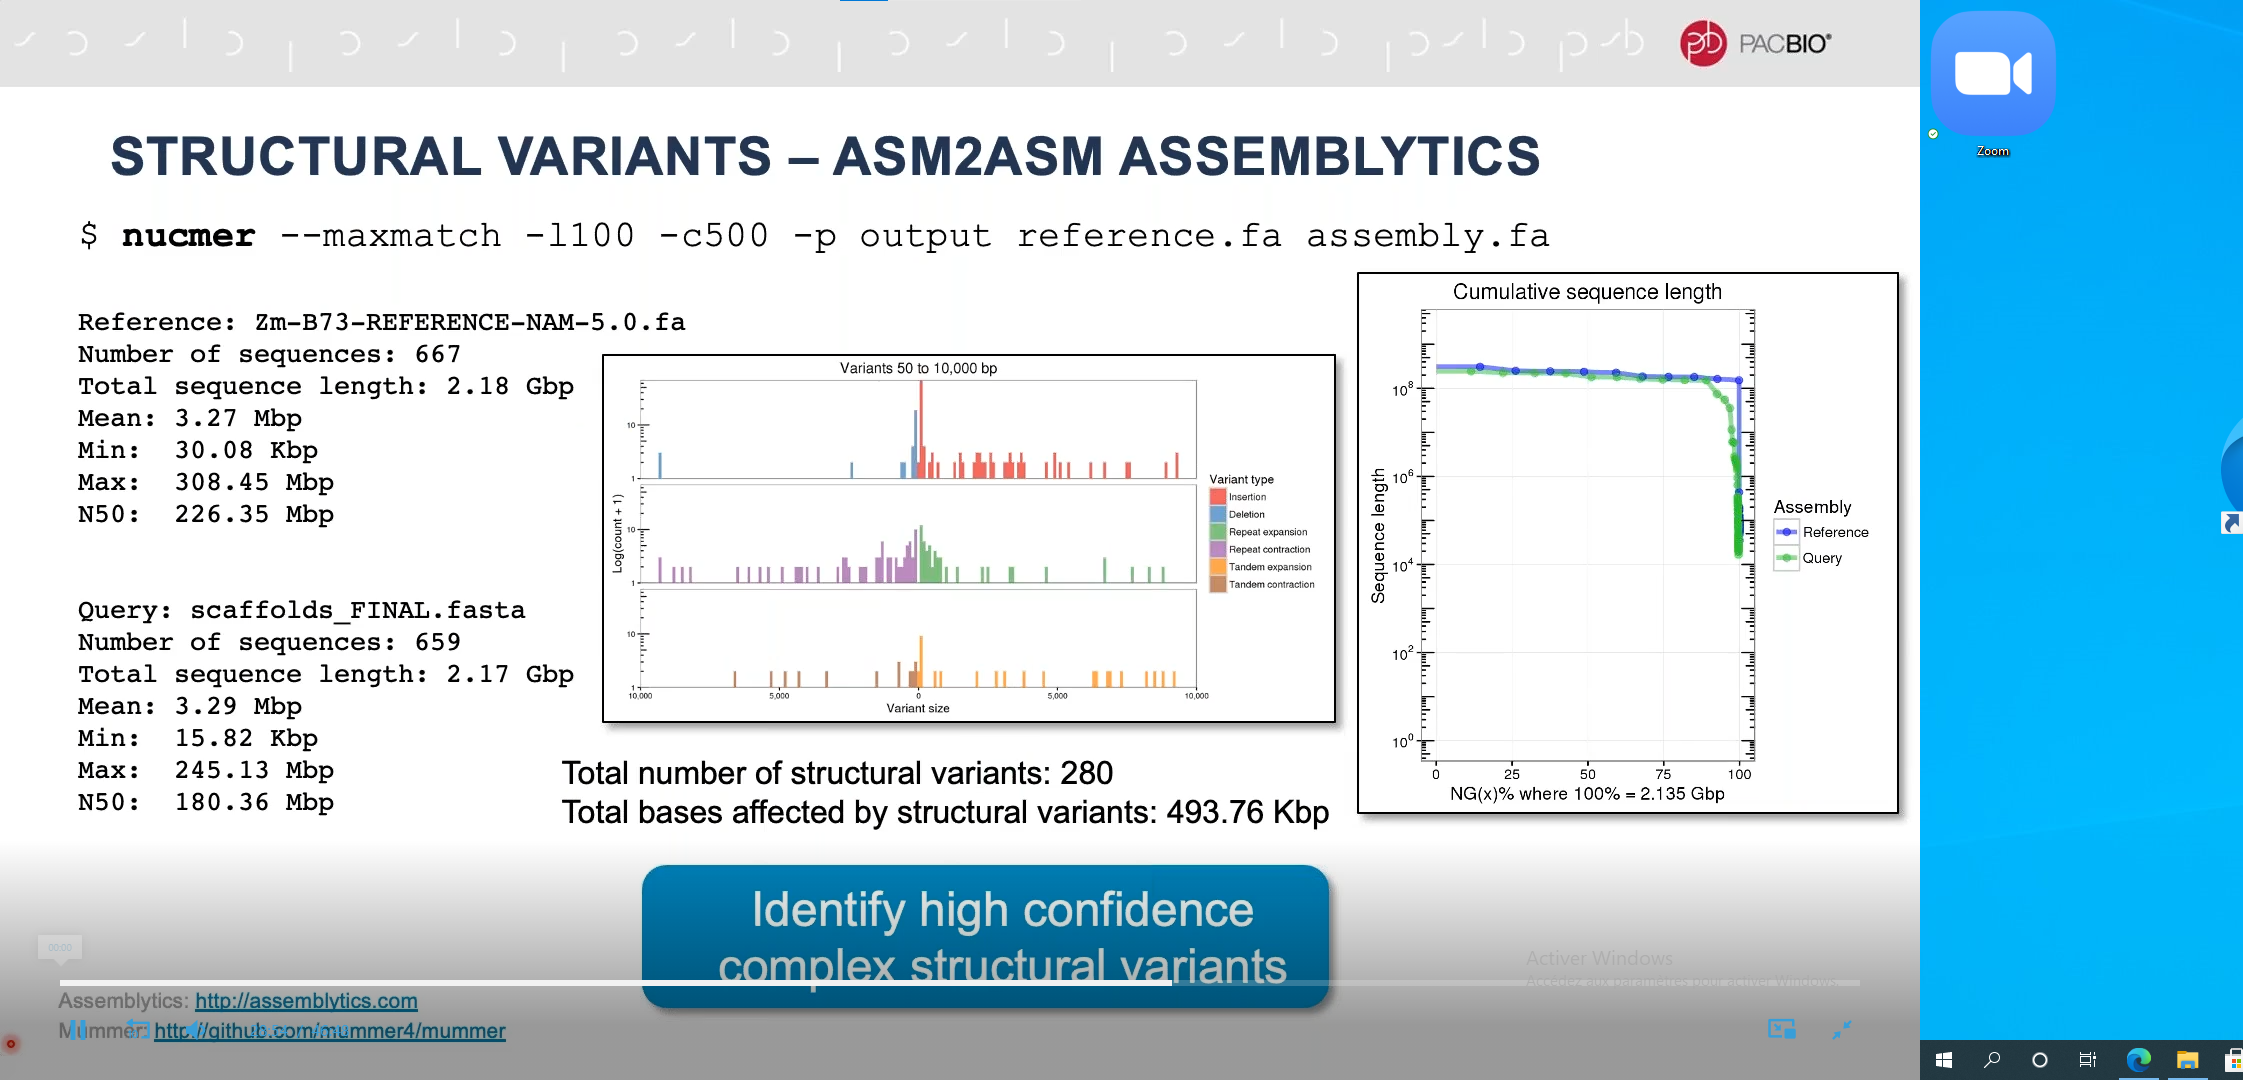 PACBIO®
Zoom
STRUCTURAL VARIANTS – ASM2ASM ASSEMBLYTICS
$ nucmer --maxmatch -l100 -c500 -p output reference.fa assembly.fa
Reference: Zm-B73-REFERENCE-NAM-5.0.fa
Number of sequences: 667
Total sequence length: 2.18 Gbp
Mean: 3.27 Mbp
Min: 30.08 Kbp
Max: 308.45 Mbp
N50: 226.35 Mbp
Query: scaffolds_FINAL.fasta
Number of sequences: 659
Total sequence length: 2.17 Gbp
Mean: 3.29 Mbp
Min: 15.82 Kbp
Max: 245.13 Mbp
N50: 180.36 Mbp
Variants 50 to 10,000 bp
Log(count + 1)
10
1
10
1
10
1
10,000 5,000 0 5,000 10,000
Variant size
Variant type
Insertion
Deletion
Repeat expansion
Repeat contraction
Tandem expansion
Tandem contraction
Cumulative sequence length
Sequence length
10^8
10^6
10^4
10^2
10^0
0 25 50 75 100
NG(x)% where 100% = 2.135 Gbp
Assembly
Reference
Query
Total number of structural variants: 280
Total bases affected by structural variants: 493.76 Kbp
Identify high confidence
complex structural variants
00:00
Activer Windows
Accédez aux paramètres pour activer Windows.
Assemblytics: http://assemblytics.com
Mummer: http://github.com/mummer4/mummer